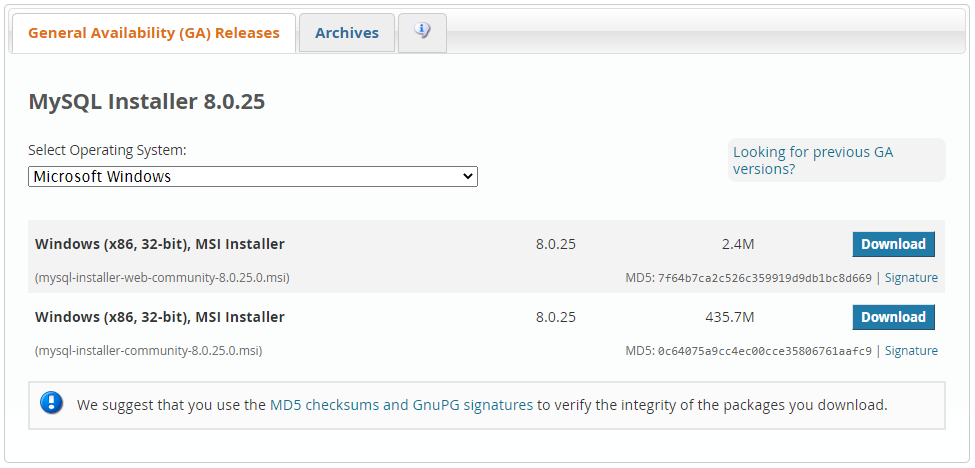 General Availability (GA) Releases
Archives
MySQL Installer 8.0.25
Select Operating System:
Microsoft Windows
Looking for previous GA
versions?
Windows (x86, 32-bit), MSI Installer 8.0.25 2.4M Download
(mysql-installer-web-community-8.0.25.0.msi) MD5: 7f64b7ca2c526c359919d9db1bc8d669 | Signature
Windows (x86, 32-bit), MSI Installer 8.0.25 435.7M Download
(mysql-installer-community-8.0.25.0.msi) MD5: 0c64075a9cc4ec00cce35806761aafc9 | Signature
We suggest that you use the MD5 checksums and GnuPG signatures to verify the integrity of the packages you download.